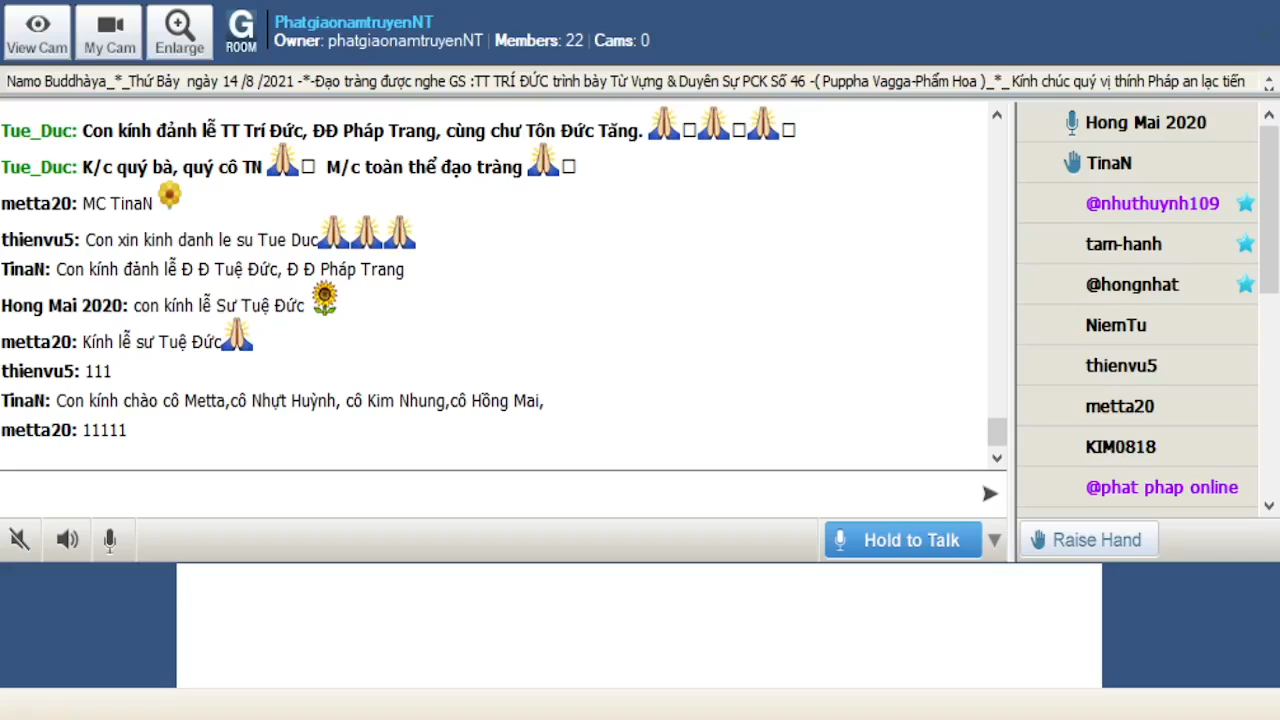 View Cam
My Cam
Enlarge
G
ROOM
PhatgiaonamtruyenNT
Owner: phatgiaonamtruyenNT | Members: 22 | Cams: 0
Namo Buddhàya_*_Thứ Bảy ngày 14 /8 /2021 -*-Đạo tràng được nghe GS :TT TRÍ ĐỨC trình bày Từ Vựng & Duyên Sự PCK Số 46 -( Puppha Vagga-Phẩm Hoa )_*_ Kính chúc quý vị thính Pháp an lạc tiến
Tue_Duc: Con kính đảnh lễ TT Trí Đức, ĐĐ Pháp Trang, cùng chư Tôn Đức Tăng.
Tue_Duc: K/c quý bà, quý cô TN M/c toàn thể đạo tràng
metta20: MC TinaN
thienvu5: Con xin kinh danh le su Tue Duc
TinaN: Con kính đảnh lễ Đ Đ Tuệ Đức, Đ Đ Pháp Trang
Hong Mai 2020: con kính lễ Sư Tuệ Đức
metta20: Kính lễ sư Tuệ Đức
thienvu5: 111
TinaN: Con kính chào cô Metta,cô Nhựt Huỳnh, cô Kim Nhung,cô Hồng Mai,
metta20: 11111
Hong Mai 2020
TinaN
@nhuthuynh109
tam-hanh
@hongnhat
NiemTu
thienvu5
metta20
KIM0818
@phat phap online
Hold to Talk
Raise Hand